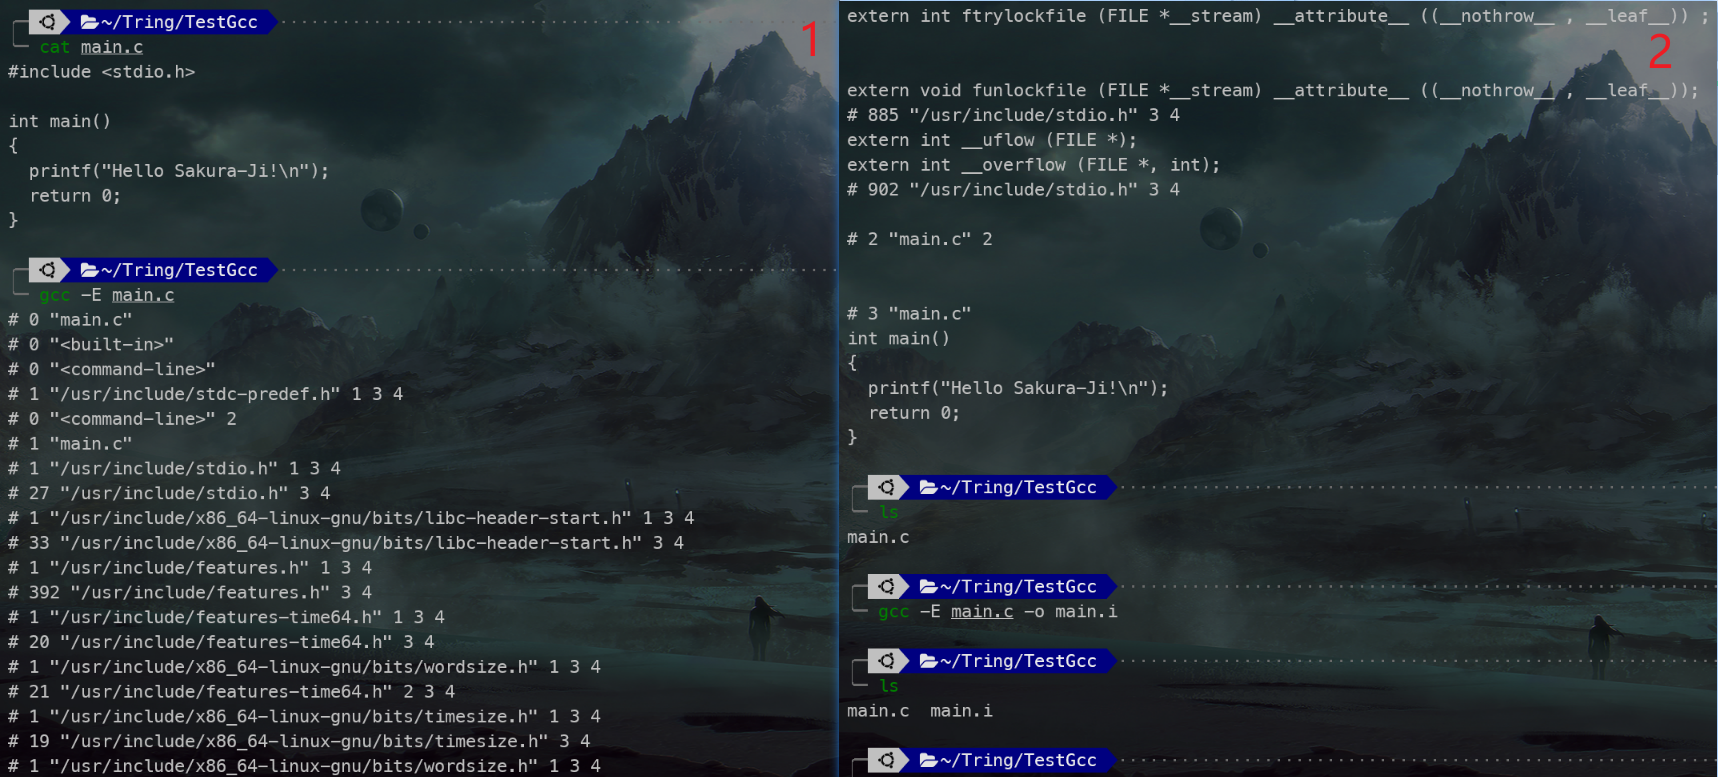 ~/Tring/TestGcc
cat main.c
#include <stdio.h>
int main()
{
  printf("Hello Sakura-Ji!\n");
  return 0;
}
~/Tring/TestGcc
gcc -E main.c
# 0 "main.c"
# 0 "<built-in>"
# 0 "<command-line>"
# 1 "/usr/include/stdc-predef.h" 1 3 4
# 0 "<command-line>" 2
# 1 "main.c"
# 1 "/usr/include/stdio.h" 1 3 4
# 27 "/usr/include/stdio.h" 3 4
# 1 "/usr/include/x86_64-linux-gnu/bits/libc-header-start.h" 1 3 4
# 33 "/usr/include/x86_64-linux-gnu/bits/libc-header-start.h" 3 4
# 1 "/usr/include/features.h" 1 3 4
# 392 "/usr/include/features.h" 3 4
# 1 "/usr/include/features-time64.h" 1 3 4
# 20 "/usr/include/features-time64.h" 3 4
# 1 "/usr/include/x86_64-linux-gnu/bits/wordsize.h" 1 3 4
# 21 "/usr/include/features-time64.h" 2 3 4
# 1 "/usr/include/x86_64-linux-gnu/bits/timesize.h" 1 3 4
# 19 "/usr/include/x86_64-linux-gnu/bits/timesize.h" 3 4
# 1 "/usr/include/x86_64-linux-gnu/bits/wordsize.h" 1 3 4
1
extern int ftrylockfile (FILE *__stream) __attribute__ ((__nothrow__ , __leaf__)) ;
2
extern void funlockfile (FILE *__stream) __attribute__ ((__nothrow__ , __leaf__));
# 885 "/usr/include/stdio.h" 3 4
extern int __uflow (FILE *);
extern int __overflow (FILE *, int);
# 902 "/usr/include/stdio.h" 3 4
# 2 "main.c" 2
# 3 "main.c"
int main()
{
  printf("Hello Sakura-Ji!\n");
  return 0;
}
~/Tring/TestGcc
ls
main.c
~/Tring/TestGcc
gcc -E main.c -o main.i
~/Tring/TestGcc
ls
main.c  main.i
~/Tring/TestGcc